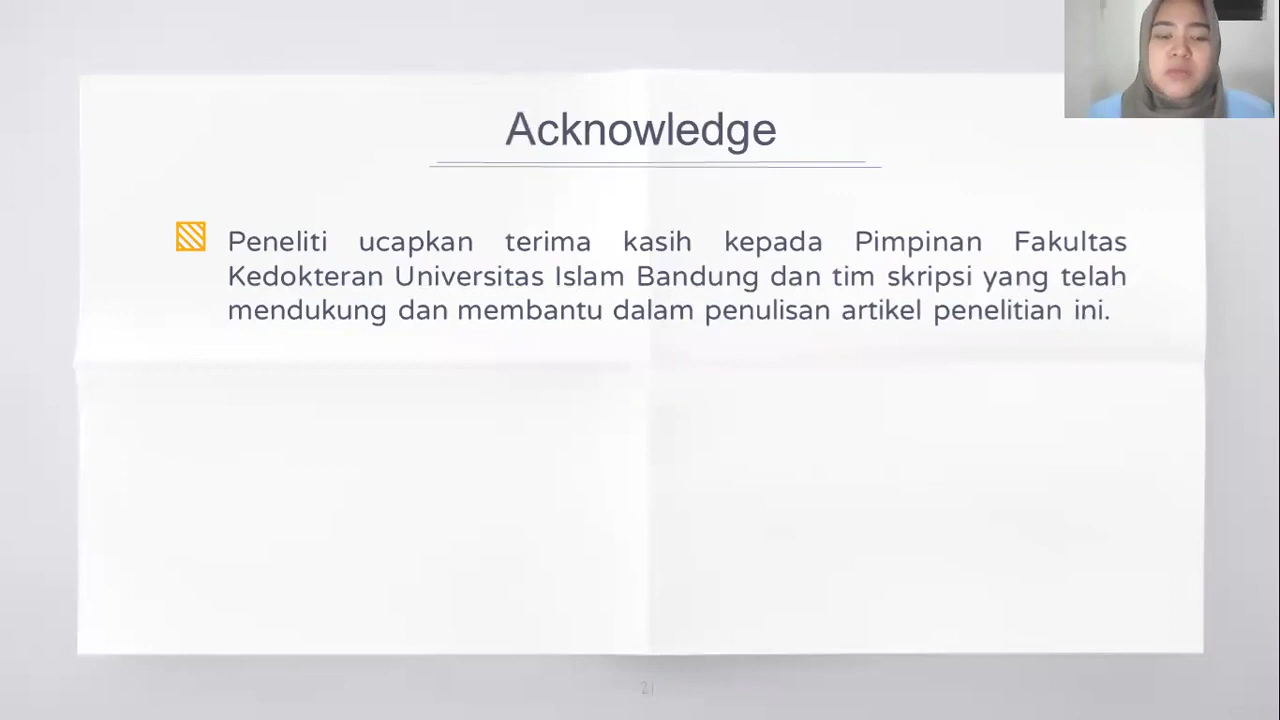 Acknowledge
Peneliti ucapkan terima kasih kepada Pimpinan Fakultas
Kedokteran Universitas Islam Bandung dan tim skripsi yang telah
mendukung dan membantu dalam penulisan artikel penelitian ini.
21